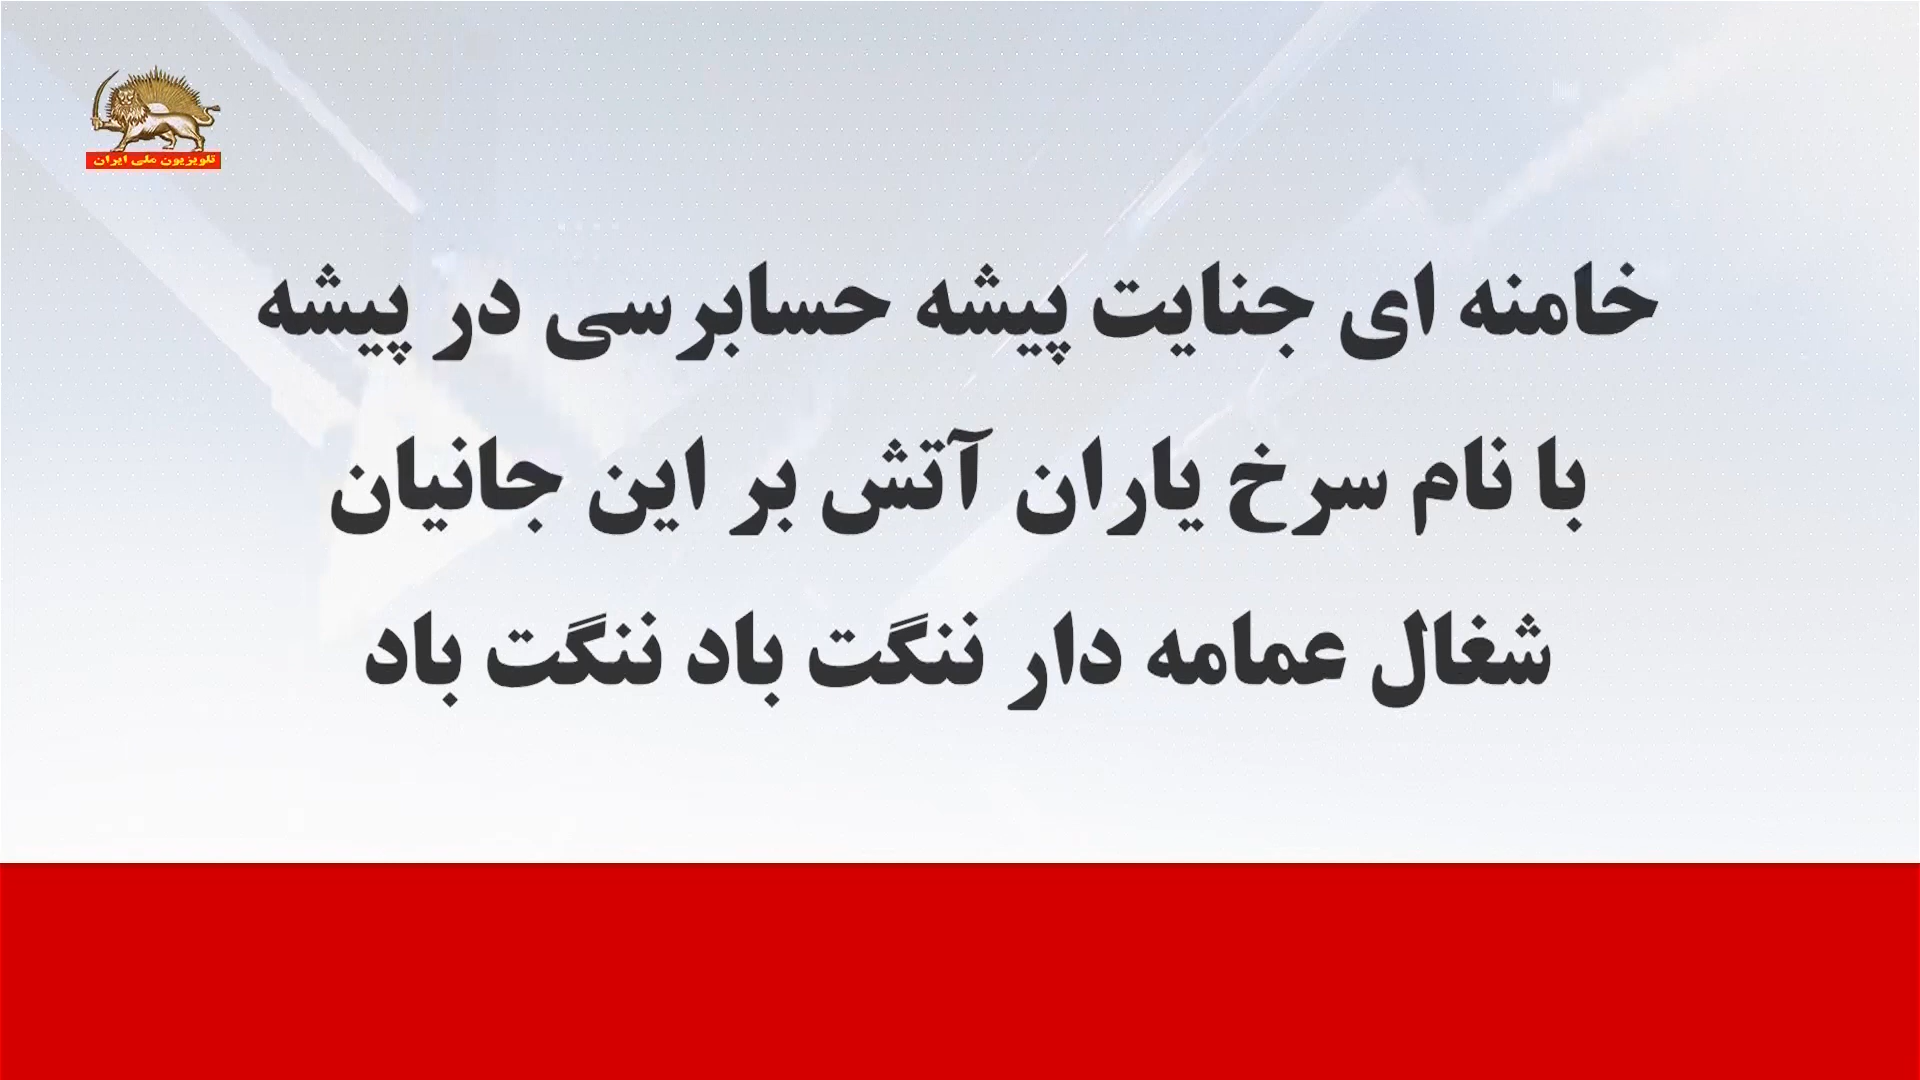 تلویزیون ملی ایران
خامنه ای جنایت پیشه حسابرسی در پیشه
با نام سرخ یاران آتش بر این جانیان
شغال عمامه دار ننگت باد ننگت باد